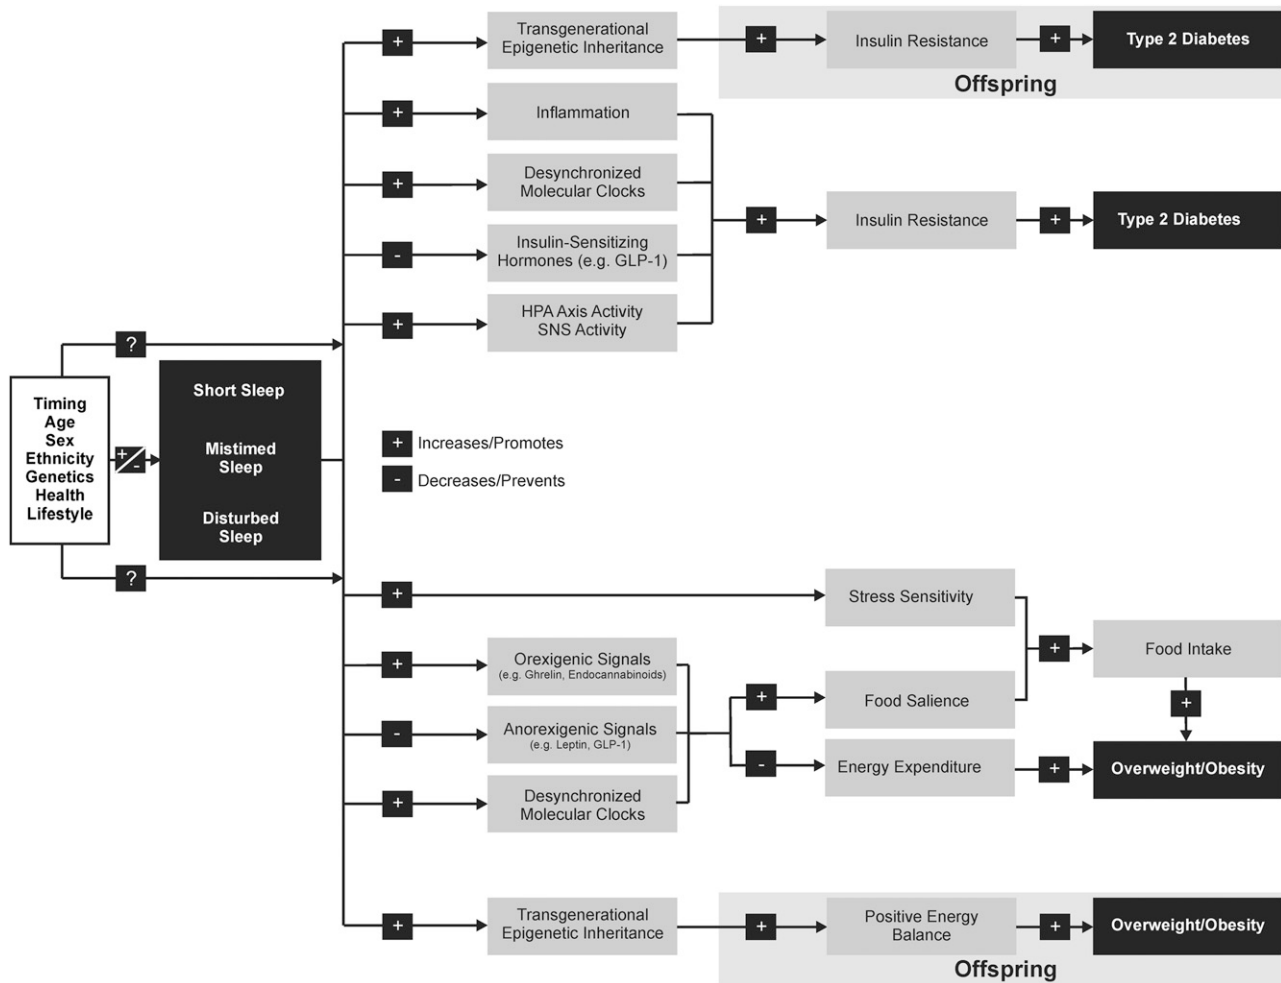 +
Transgenerational
Epigenetic Inheritance
+
Insulin Resistance
+
Type 2 Diabetes
Offspring
+
Inflammation
+
Desynchronized
Molecular Clocks
-
Insulin-Sensitizing
Hormones (e.g. GLP-1)
+
HPA Axis Activity
SNS Activity
+
Insulin Resistance
+
Type 2 Diabetes
?
Timing
Age
Sex
Ethnicity
Genetics
Health
Lifestyle
+
-
Short Sleep
Mistimed
Sleep
Disturbed
Sleep
?
+ Increases/Promotes
- Decreases/Prevents
+
Stress Sensitivity
+
Orexigenic Signals
(e.g. Ghrelin, Endocannabinoids)
-
Anorexigenic Signals
(e.g. Leptin, GLP-1)
+
Desynchronized
Molecular Clocks
+
Food Salience
-
Energy Expenditure
+
Food Intake
+
+
Overweight/Obesity
+
Transgenerational
Epigenetic Inheritance
+
Positive Energy
Balance
+
Overweight/Obesity
Offspring